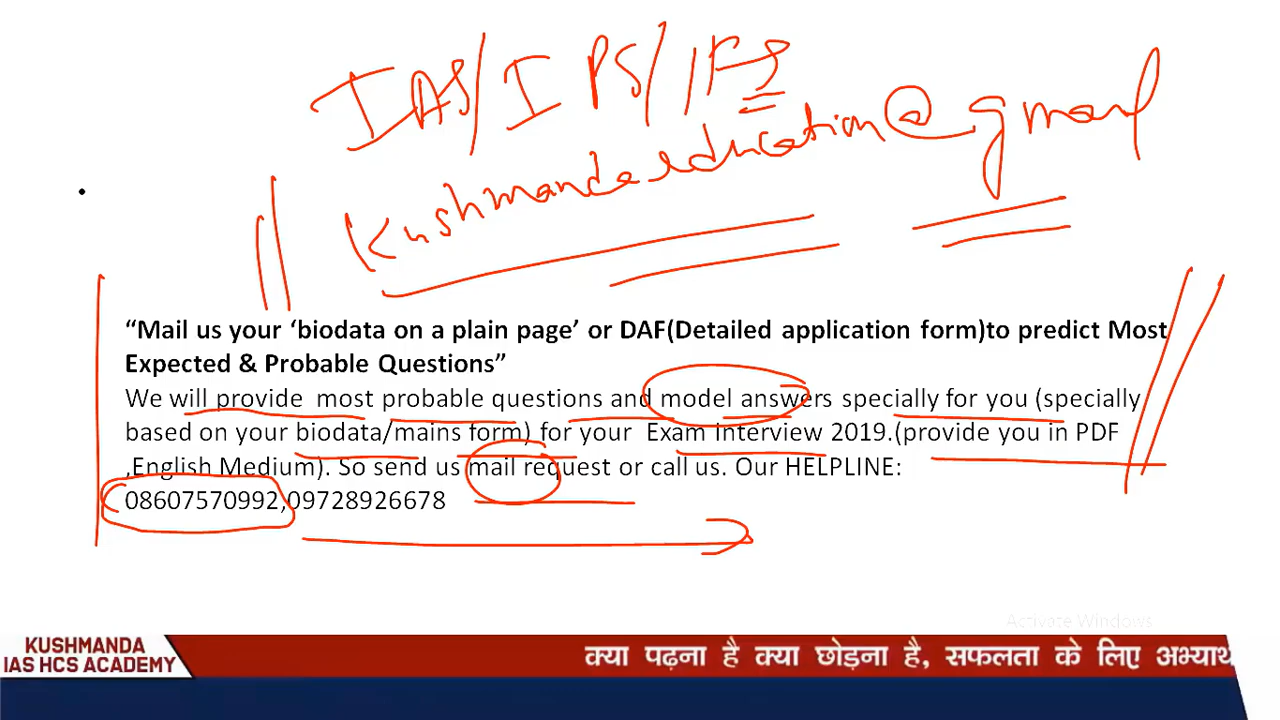 IAS/IPS/IFS
Kushmandaeducation@gmail
“Mail us your ‘biodata on a plain page’ or DAF(Detailed application form)to predict Most
Expected & Probable Questions”
We will provide most probable questions and model answers specially for you (specially
based on your biodata/mains form) for your Exam Interview 2019.(provide you in PDF
,English Medium). So send us mail request or call us. Our HELPLINE:
08607570992,09728926678
Activate Windows
KUSHMANDA
IAS HCS ACADEMY
क्या पढ़ना है क्या छोड़ना है, सफलता के लिए अभ्यार्थ